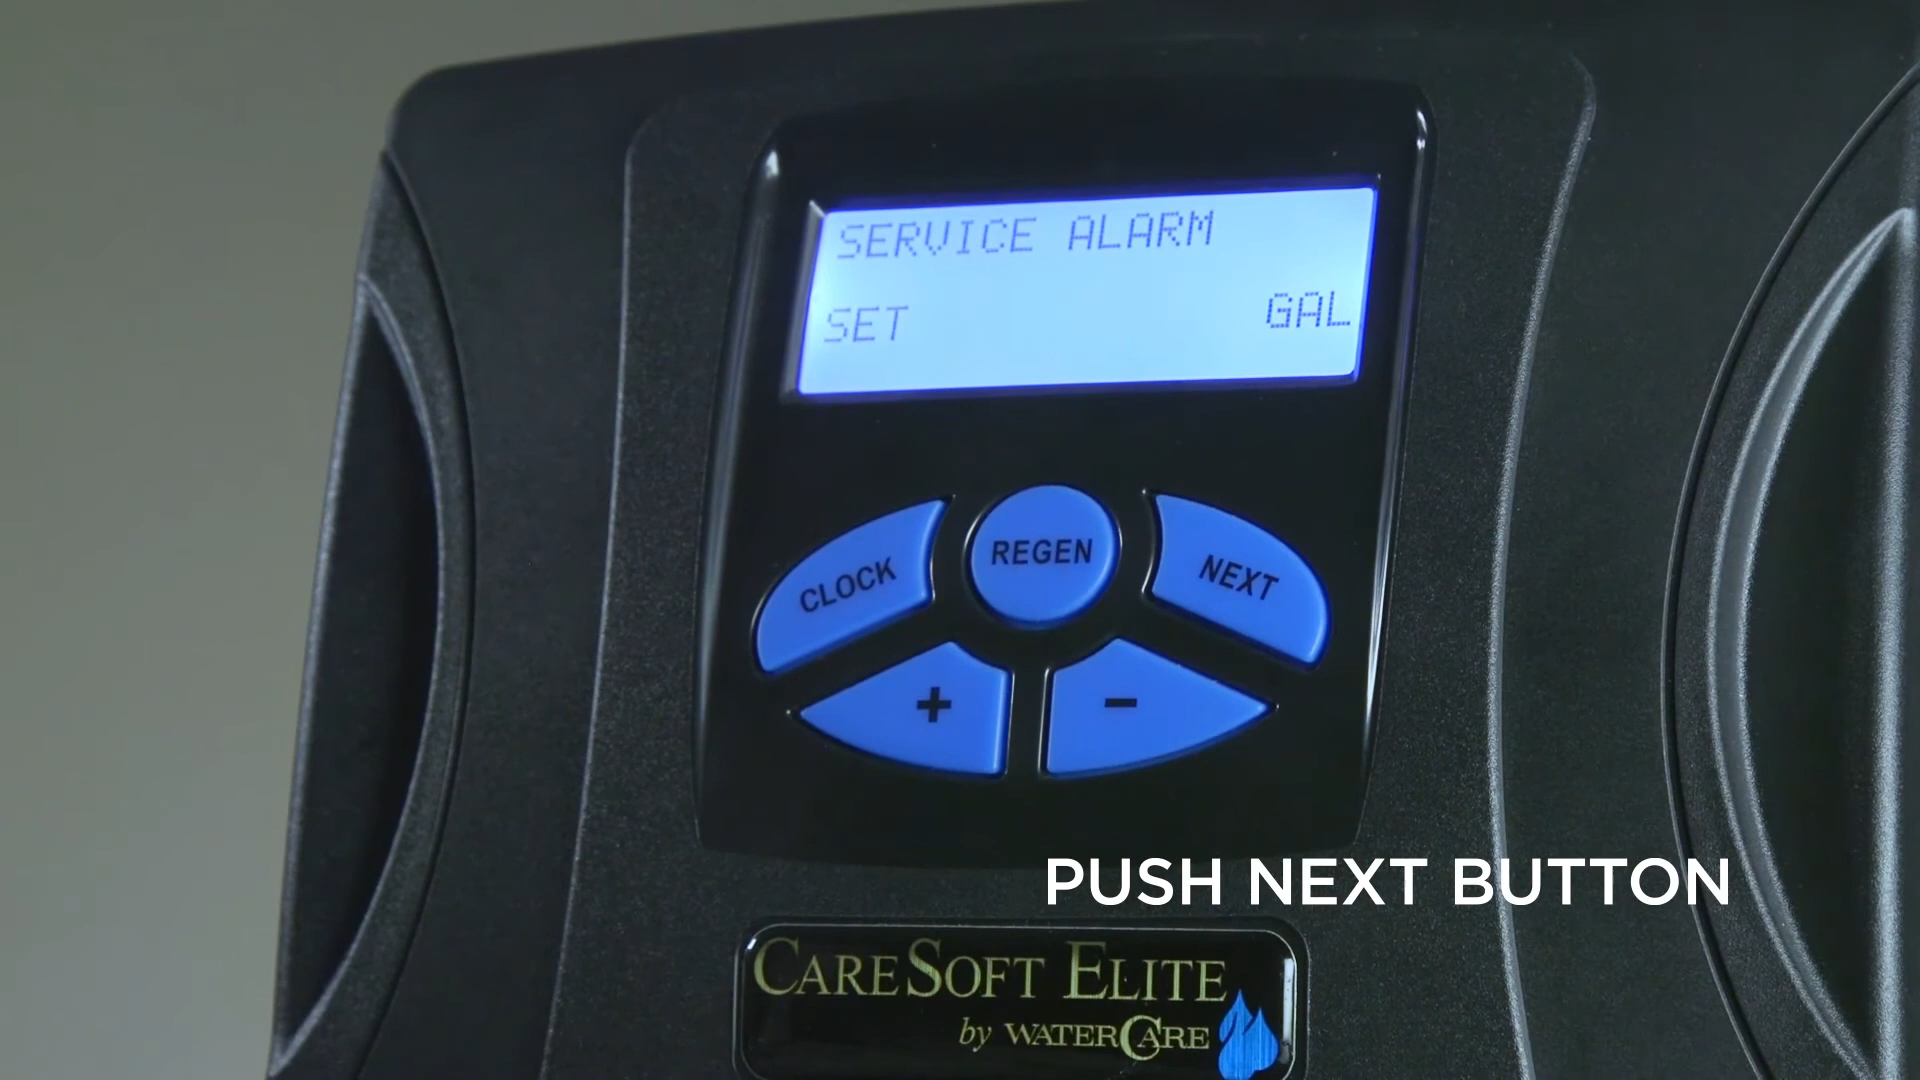 SERVICE ALARM
SET GAL
CLOCK
REGEN
NEXT
+
-
PUSH NEXT BUTTON
CARESOFT ELITE
by WATERCARE